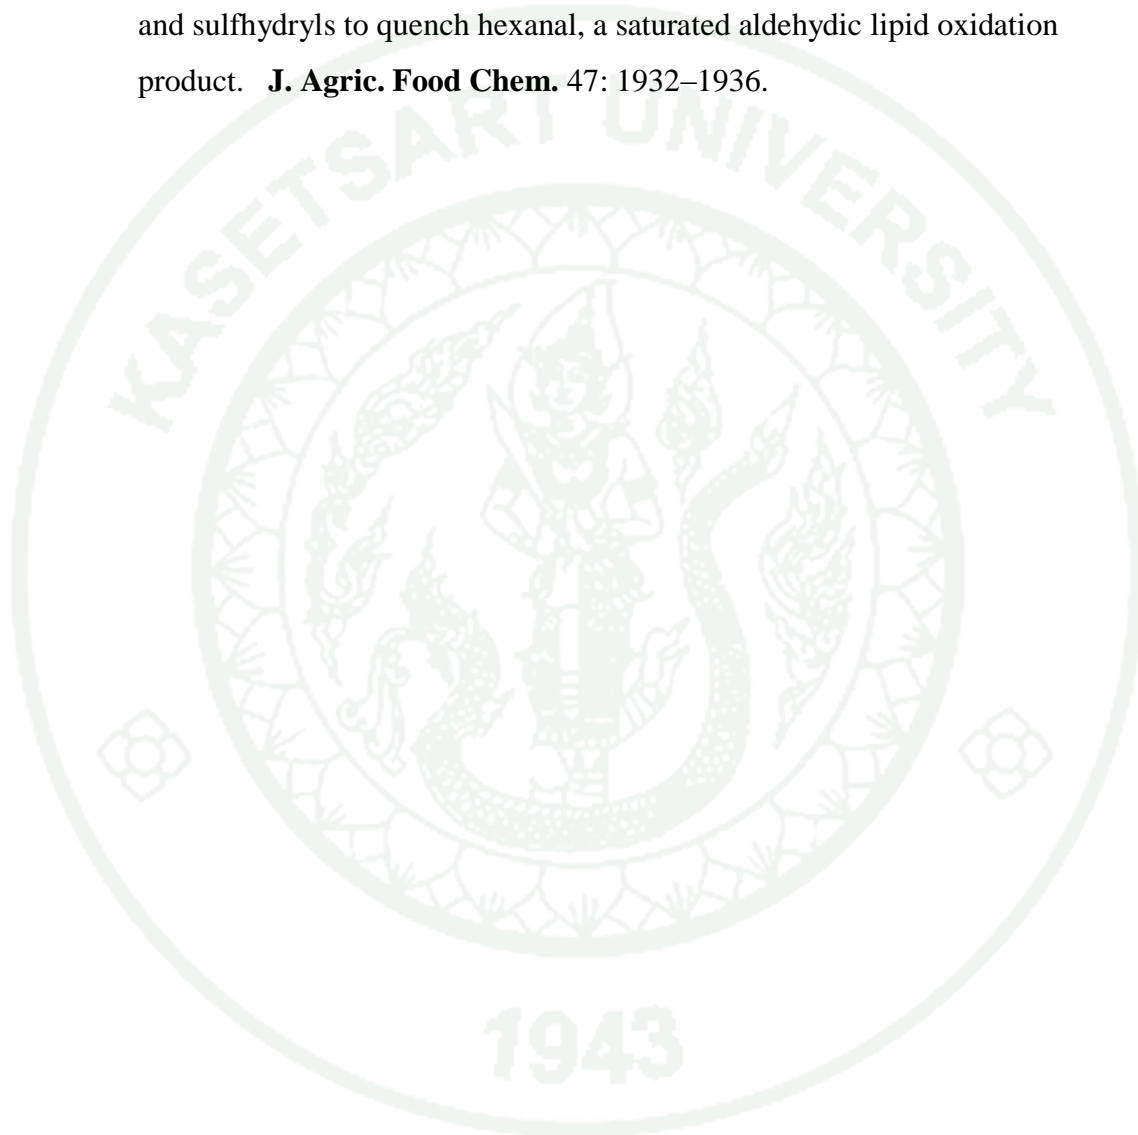 and sulfhydryls to quench hexanal, a saturated aldehydic lipid oxidation
product. J. Agric. Food Chem. 47: 1932–1936.
KASETSART UNIVERSITY
1943